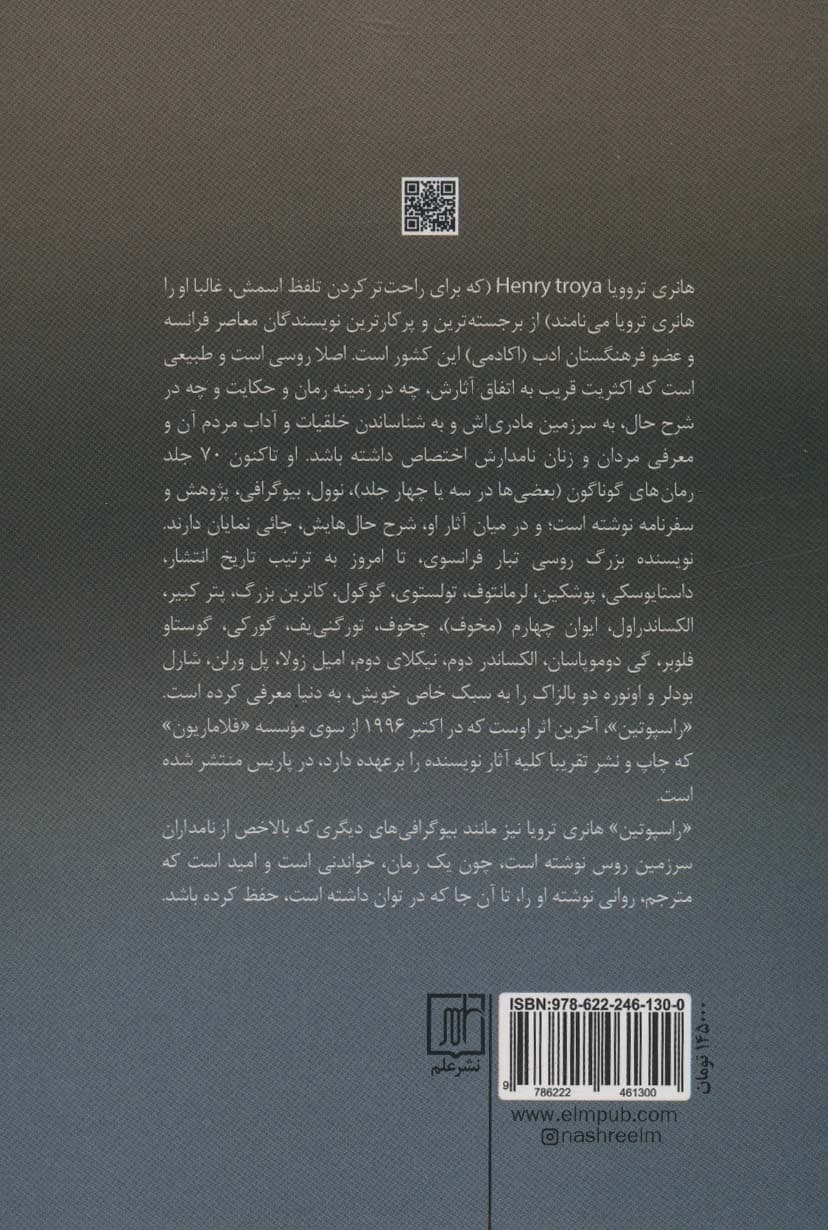 هانری تروویا Henry troya (که برای راحت‌تر کردن تلفظ اسمش، غالبا او را
هانری ترویا می‌نامند) از برجسته‌ترین و پرکارترین نویسندگان معاصر فرانسه
و عضو فرهنگستان ادب (اکادمی) این کشور است. اصلا روسی است و طبیعی
است که اکثریت قریب به اتفاق آثارش، چه در زمینه رمان و حکایت و چه در
شرح حال، به سرزمین مادری‌اش و به شناساندن خلقیات و آداب مردم آن و
معرفی مردان و زنان نامدارش اختصاص داشته باشد. او تاکنون ۷۰ جلد
رمان‌های گوناگون (بعضی‌ها در سه یا چهار جلد)، نوول، بیوگرافی، پژوهش و
سفرنامه نوشته است؛ و در میان آثار او، شرح حال‌هایش، جائی نمایان دارند.
نویسنده بزرگ روسی تبار فرانسوی، تا امروز به ترتیب تاریخ انتشار،
داستایوسکی، پوشکین، لرمانتوف، تولستوی، گوگول، کاترین بزرگ، پتر کبیر،
الکساندراول، ایوان چهارم (مخوف)، چخوف، تورگنی‌یف، گورکی، گوستاو
فلوبر، گی دوموپاسان، الکساندر دوم، نیکلای دوم، امیل زولا، پل ورلن، شارل
بودلر و اونوره دو بالزاک را به سبک خاص خویش، به دنیا معرفی کرده است.
«راسپوتین»، آخرین اثر اوست که در اکتبر ۱۹۹۶ از سوی مؤسسه «فلاماریون»
که چاپ و نشر تقریبا کلیه آثار نویسنده را برعهده دارد، در پاریس منتشر شده
است.
«راسپوتین» هانری ترویا نیز مانند بیوگرافی‌های دیگری که بالاخص از نامداران
سرزمین روس نوشته است، چون یک رمان، خواندنی است و امید است که
مترجم، روانی نوشته او را، تا آن جا که در توان داشته است، حفظ کرده باشد.
نشر علم
ISBN:978-622-246-130-0
9 786222 461300
۱۴۵۰۰۰ تومان
www.elmpub.com
nashreelm